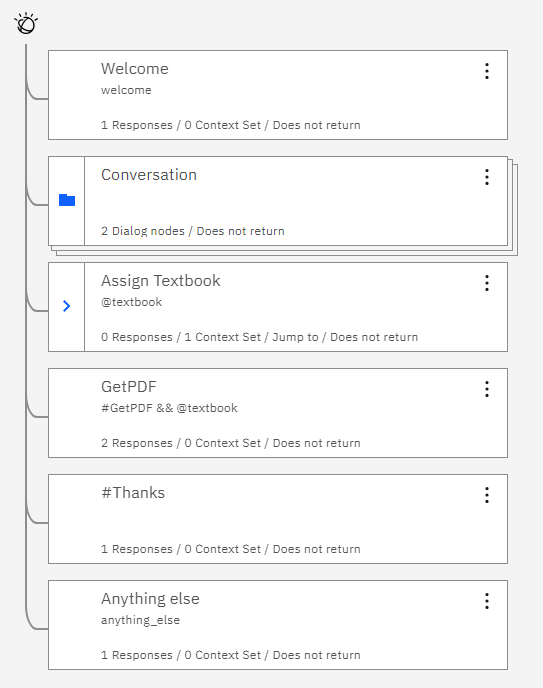 Welcome
welcome
1 Responses / 0 Context Set / Does not return
Conversation
2 Dialog nodes / Does not return
Assign Textbook
@textbook
0 Responses / 1 Context Set / Jump to / Does not return
GetPDF
#GetPDF && @textbook
2 Responses / 0 Context Set / Does not return
#Thanks
1 Responses / 0 Context Set / Does not return
Anything else
anything_else
1 Responses / 0 Context Set / Does not return